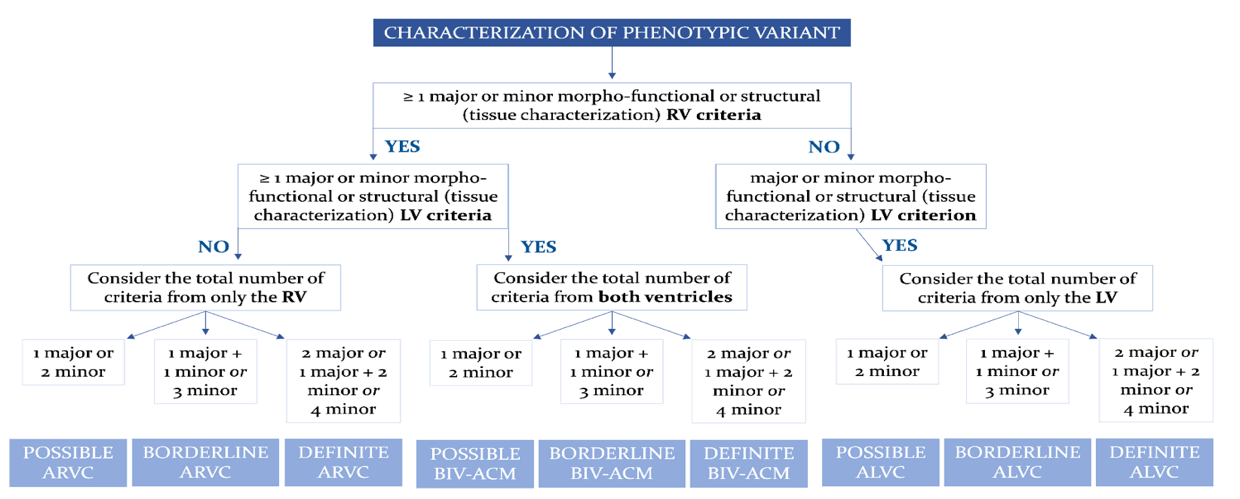 CHARACTERIZATION OF PHENOTYPIC VARIANT
≥ 1 major or minor morpho-functional or structural
(tissue characterization) RV criteria
YES
NO
≥ 1 major or minor morpho-
functional or structural (tissue
characterization) LV criteria
major or minor morpho-
functional or structural (tissue
characterization) LV criterion
NO
YES
YES
Consider the total number of
criteria from only the RV
Consider the total number of
criteria from both ventricles
Consider the total number of
criteria from only the LV
1 major or
2 minor
1 major +
1 minor or
3 minor
2 major or
1 major + 2
minor or
4 minor
1 major or
2 minor
1 major +
1 minor or
3 minor
2 major or
1 major + 2
minor or
4 minor
1 major or
2 minor
1 major +
1 minor or
3 minor
2 major or
1 major + 2
minor or
4 minor
POSSIBLE
ARVC
BORDERLINE
ARVC
DEFINITE
ARVC
POSSIBLE
BIV-ACM
BORDERLINE
BIV-ACM
DEFINITE
BIV-ACM
POSSIBLE
ALVC
BORDERLINE
ALVC
DEFINITE
ALVC